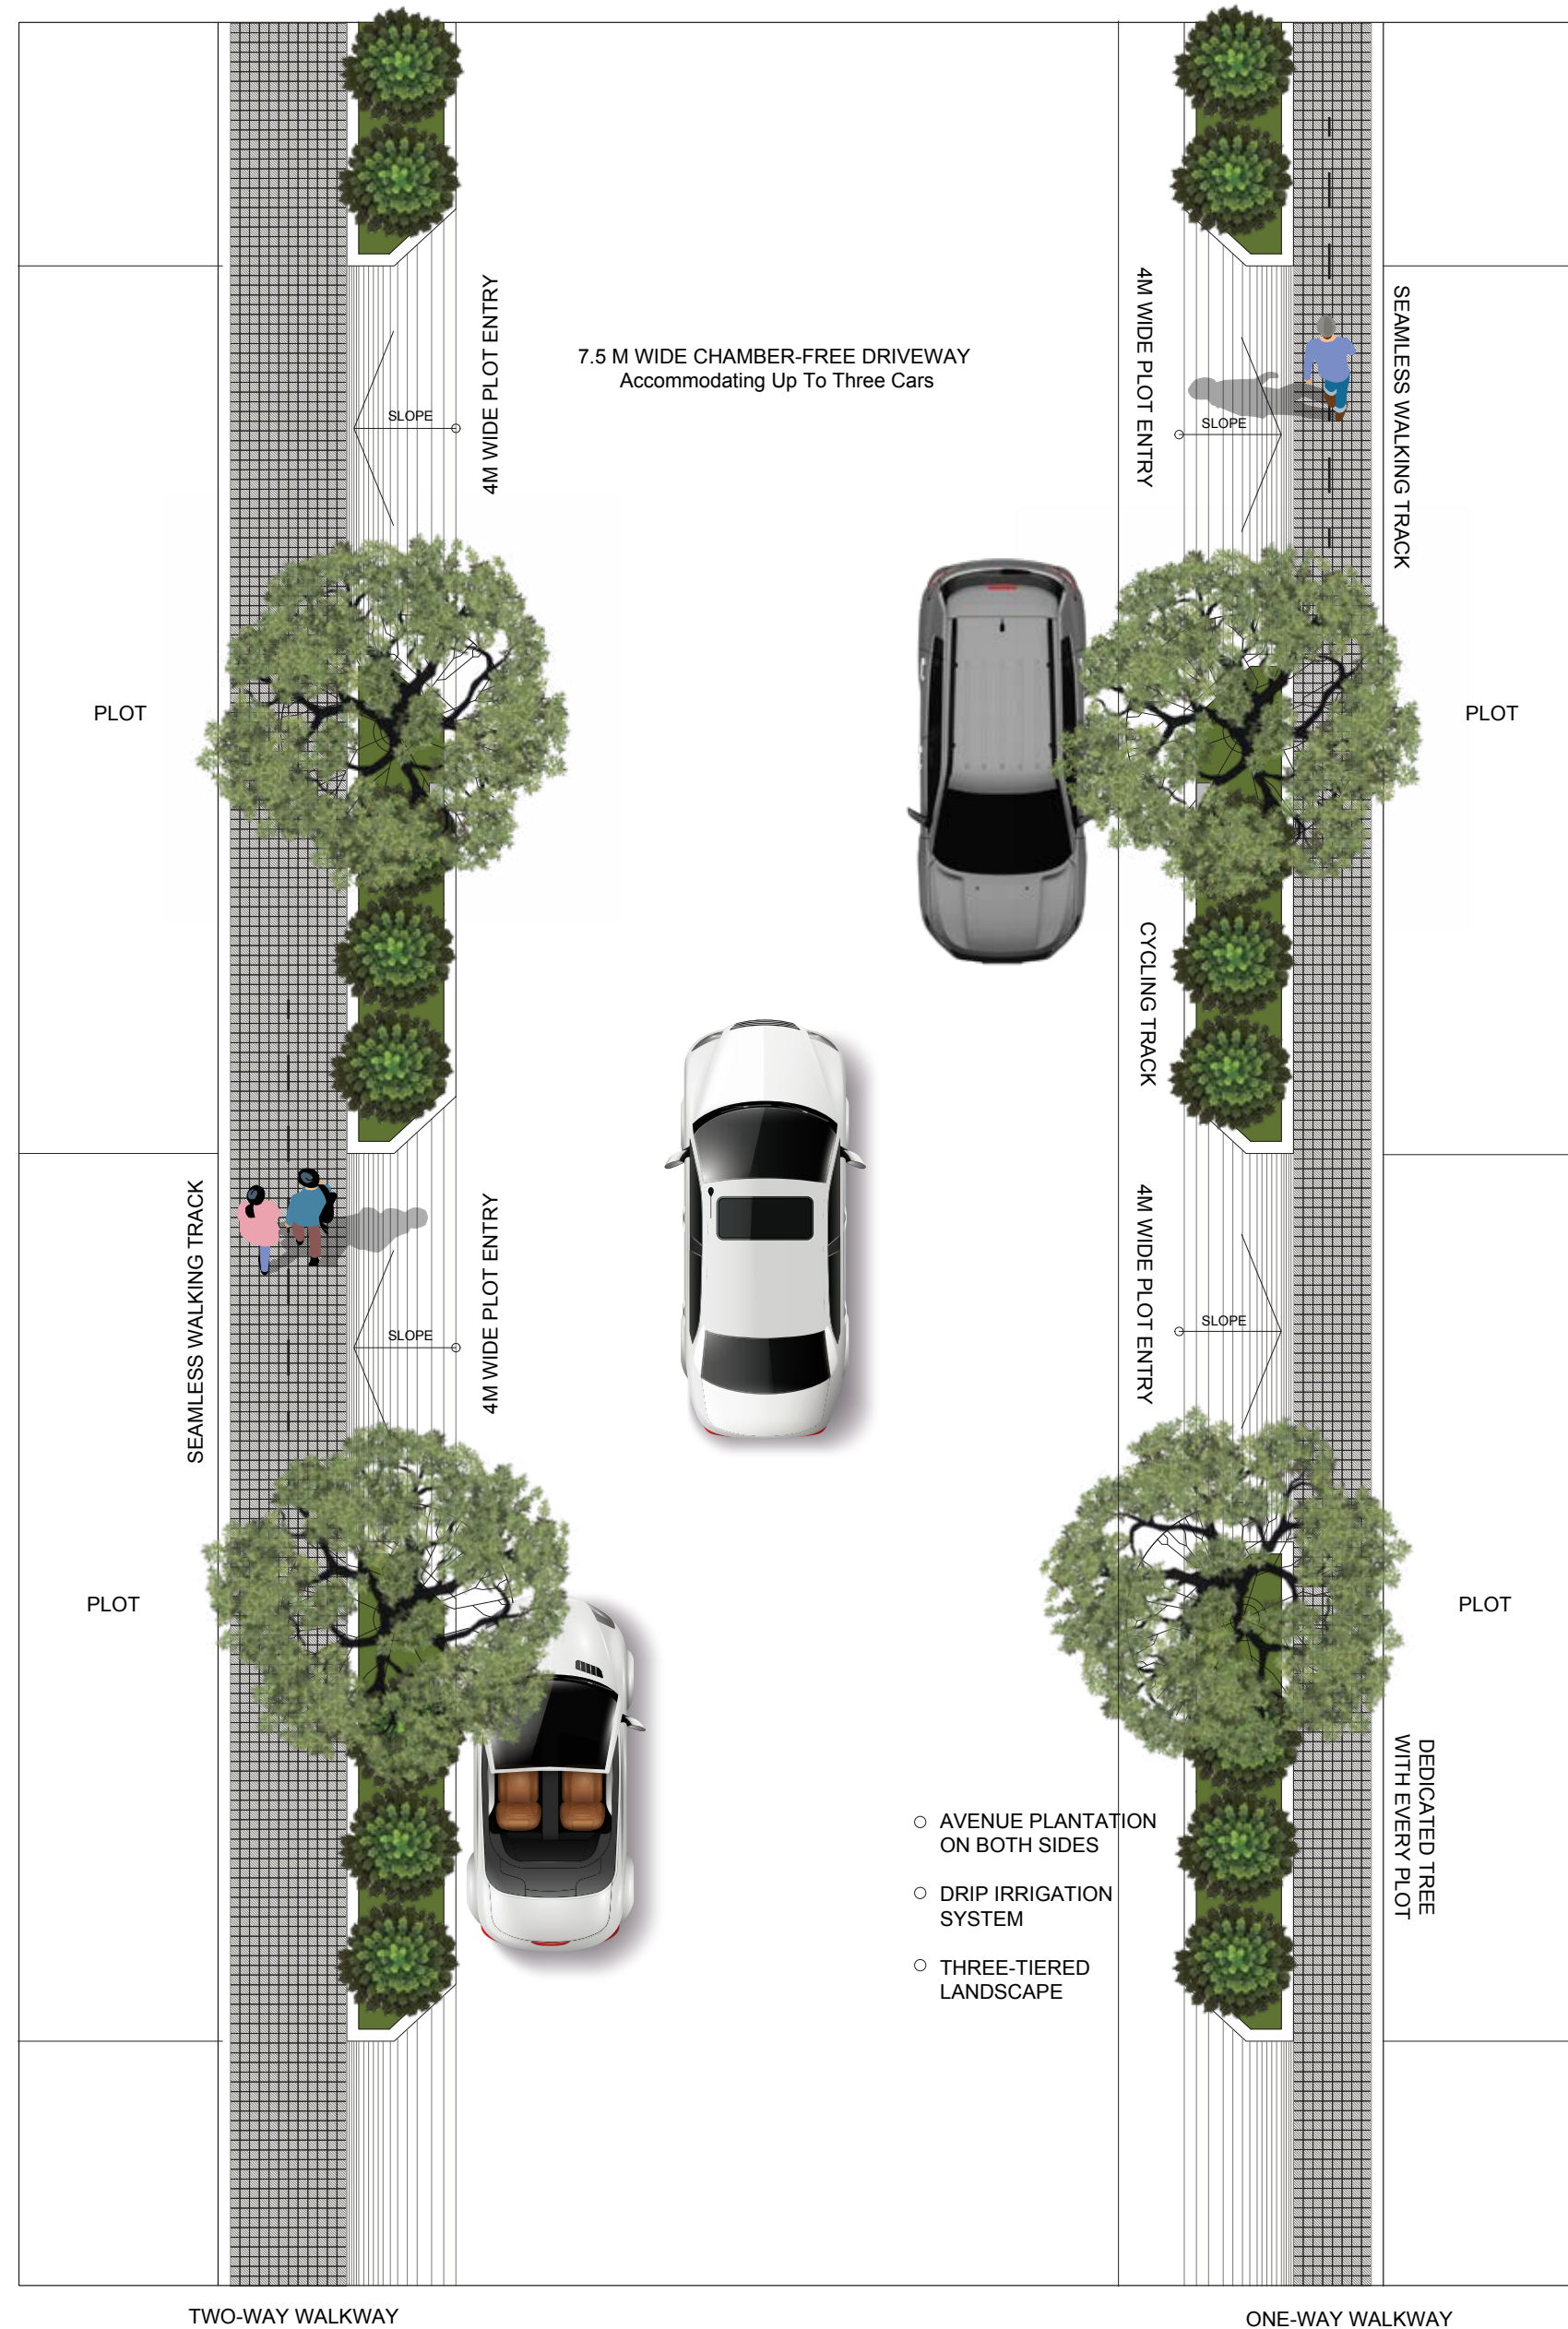 4M WIDE PLOT ENTRY
7.5 M WIDE CHAMBER-FREE DRIVEWAY
Accommodating Up To Three Cars
4M WIDE PLOT ENTRY
SEAMLESS WALKING TRACK
SLOPE
SLOPE
PLOT
PLOT
CYCLING TRACK
SEAMLESS WALKING TRACK
4M WIDE PLOT ENTRY
4M WIDE PLOT ENTRY
SLOPE
SLOPE
PLOT
PLOT
DEDICATED TREE
WITH EVERY PLOT
AVENUE PLANTATION
ON BOTH SIDES
DRIP IRRIGATION
SYSTEM
THREE-TIERED
LANDSCAPE
TWO-WAY WALKWAY
ONE-WAY WALKWAY